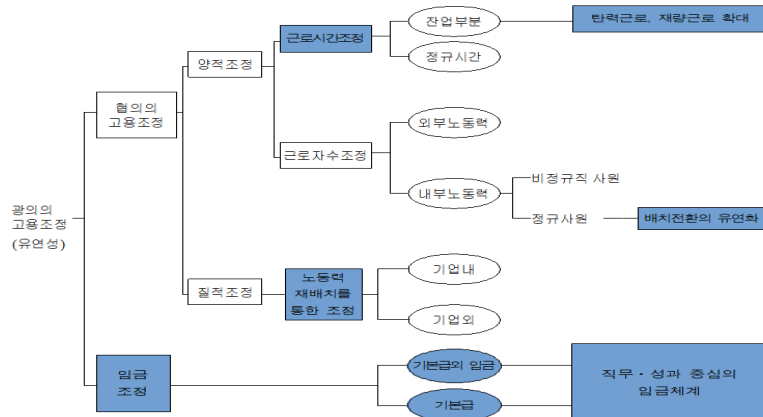 잔업부분
탄력근로, 재량근로 확대
근로시간조정
양적조정
정규시간
협의의
고용조정
외부노동력
근로자수조정
비정규직 사원
내부노동력
광의의
고용조정
(유연성)
정규사원
배치전환의 유연화
노동력
재배치를
통한 조정
질적조정
기업내
기업외
임금
조정
기본급외 임금
직무·성과 중심의
임금체계
기본급